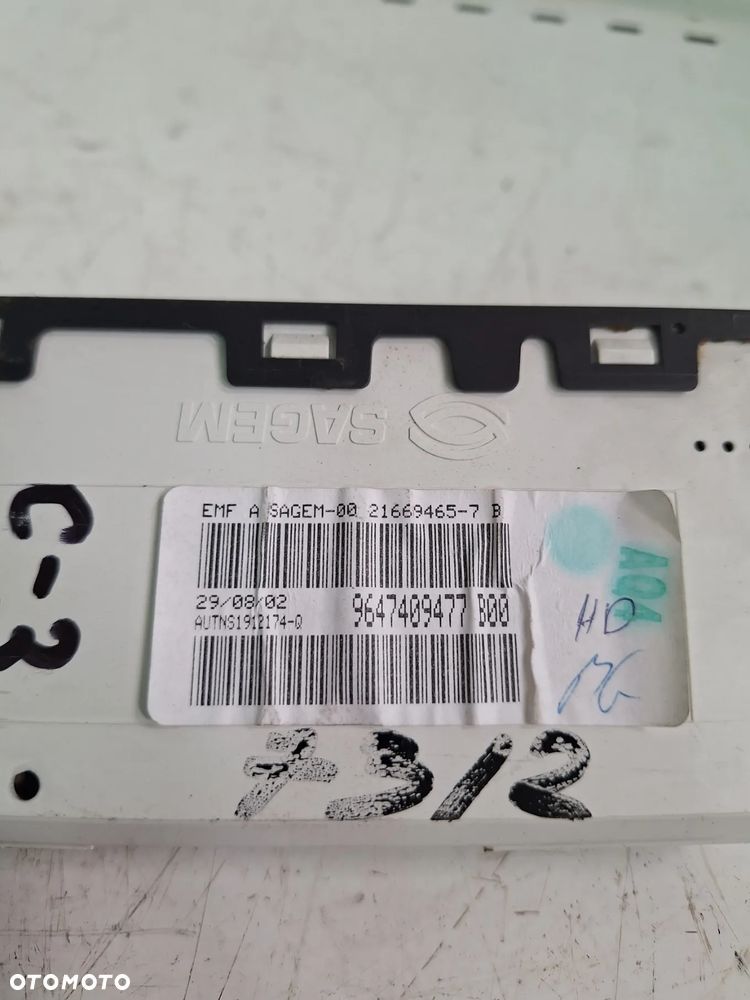 SAGEM
C-3
EMF A SAGEM-00 21669465-7 B
29/08/02
9647409477 B00
AUTNS1912174-Q
A04
HD
7312
OTOMOTO